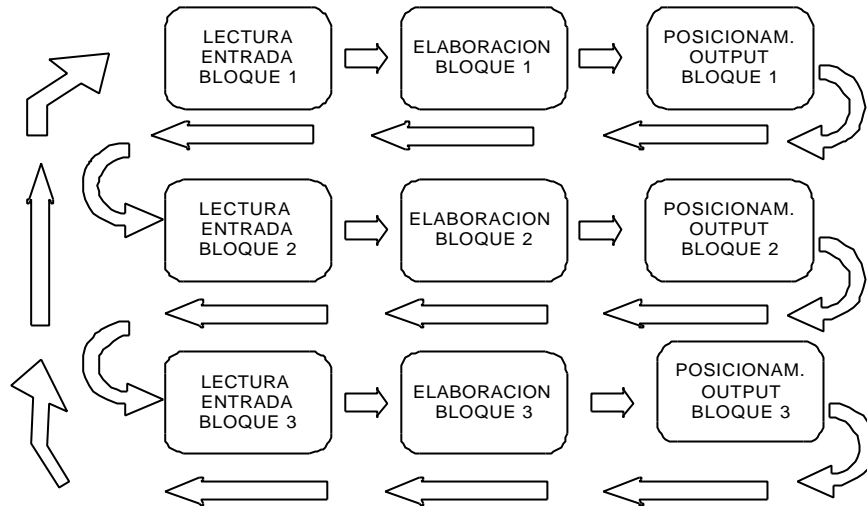 LECTURA
ENTRADA
BLOQUE 1
ELABORACION
BLOQUE 1
POSICIONAM.
OUTPUT
BLOQUE 1
LECTURA
ENTRADA
BLOQUE 2
ELABORACION
BLOQUE 2
POSICIONAM.
OUTPUT
BLOQUE 2
LECTURA
ENTRADA
BLOQUE 3
ELABORACION
BLOQUE 3
POSICIONAM.
OUTPUT
BLOQUE 3